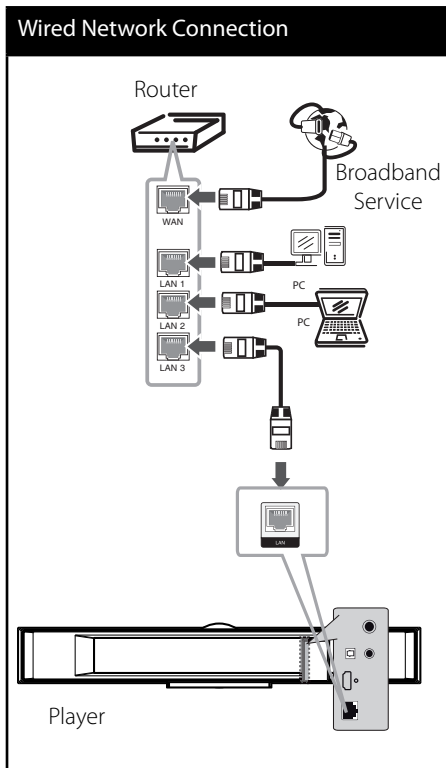 Wired Network Connection
Router
Broadband
Service
WAN
LAN 1
PC
LAN 2
PC
LAN 3
LAN
Player